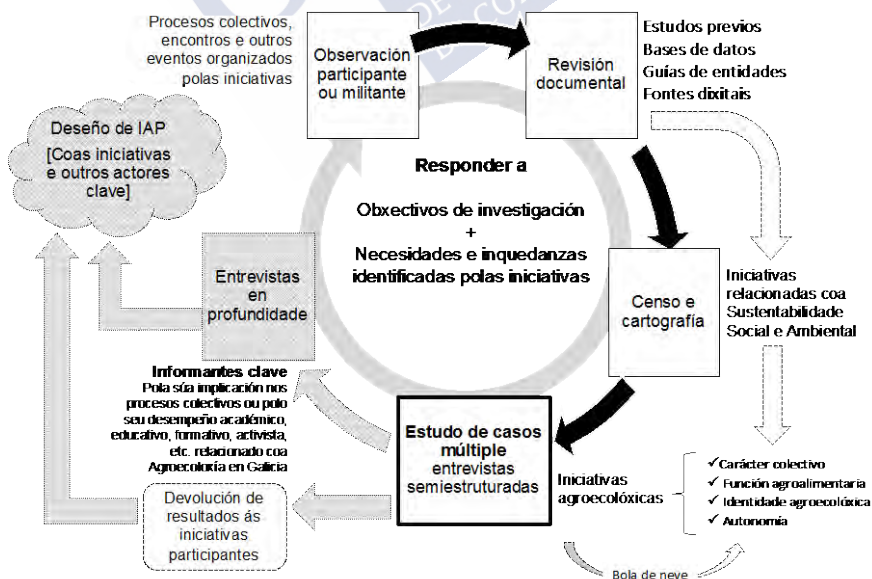 Procesos colectivos,
encontros e outros
eventos organizados
polas iniciativas
Observación
participante
ou militante
Revisión
documental
Estudos previos
Bases de datos
Guías de entidades
Fontes dixitais
Deseño de IAP
[Coas iniciativas
e outros actores
clave]
Responder a
Obxectivos de investigación
+
Necesidades e inquedanzas
identificadas polas iniciativas
Entrevistas
en
profundidade
Censo e
cartografía
Iniciativas
relacionadas coa
Sustentabilidade
Social e Ambiental
Informantes clave
Pola súa implicación nos
procesos colectivos ou polo
seu desempeño académico,
educativo, formativo, activista,
etc. relacionado coa
Agroecoloxía en Galicia
Estudo de casos
múltiple
entrevistas
semiestruturadas
Iniciativas
agroecolóxicas
✓Carácter colectivo
✓ Función agroalimentaria
✓ Identidade agroecolóxica
✓ Autonomía
Devolución de
resultados ás
iniciativas
participantes
Bola de neve